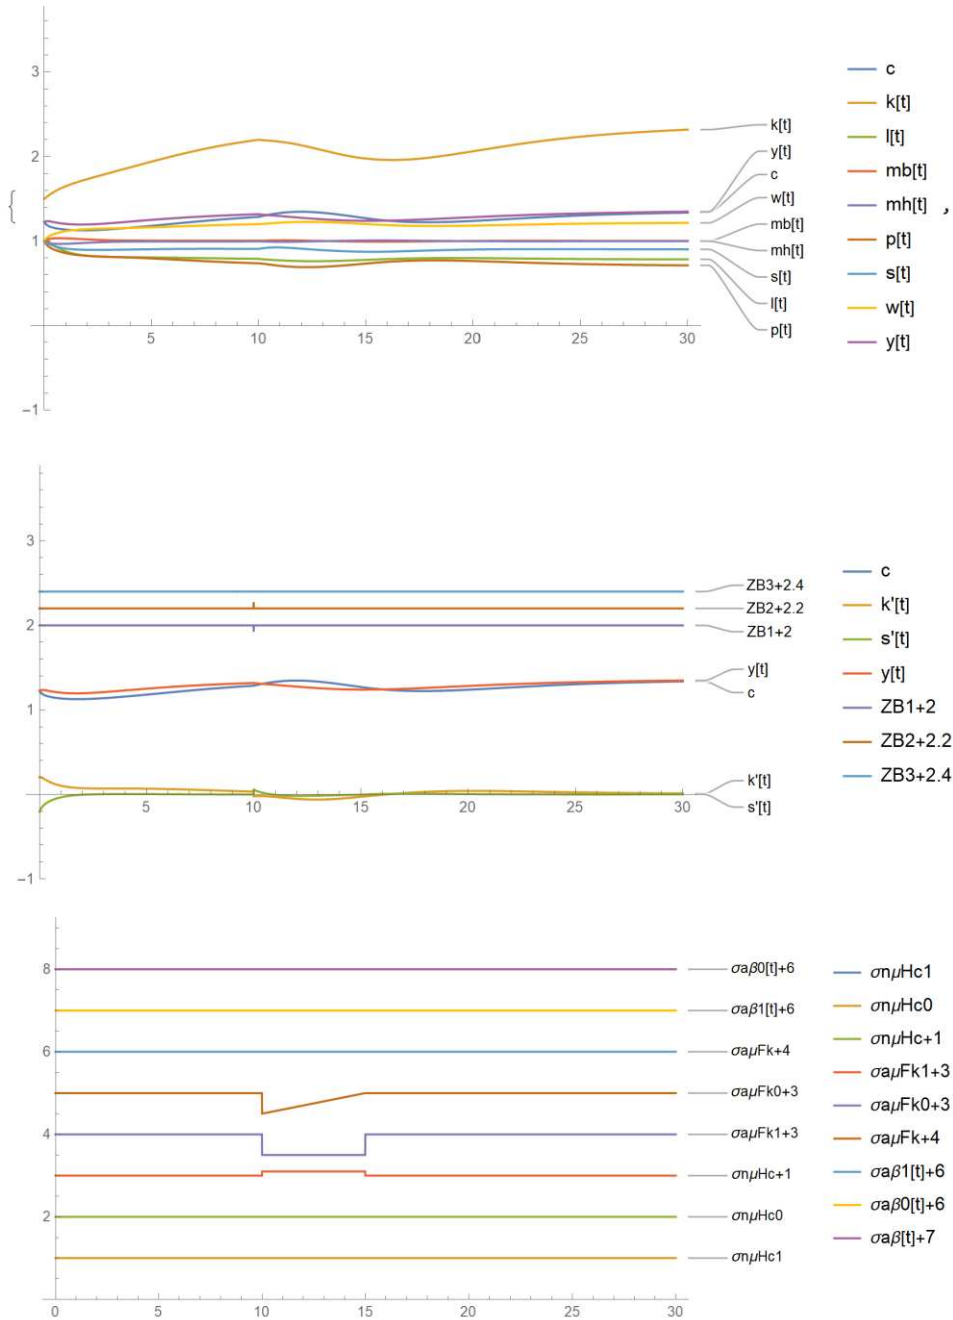 3
2
1
−1
5
10
15
20
25
30
{
k[t]
y[t]
c
w[t]
mb[t]
mh[t]
s[t]
l[t]
p[t]
c
k[t]
l[t]
mb[t]
mh[t] ,
p[t]
s[t]
w[t]
y[t]
3
2
1
−1
5
10
15
20
25
30
ZB3+2.4
ZB2+2.2
ZB1+2
y[t]
c
k'[t]
s'[t]
c
k'[t]
s'[t]
y[t]
ZB1+2
ZB2+2.2
ZB3+2.4
8
6
4
2
0
5
10
15
20
25
30
σaβ0[t]+6
σaβ1[t]+6
σaμFk+4
σaμFk0+3
σaμFk1+3
σnμHc+1
σnμHc0
σnμHc1
σnμHc1
σnμHc0
σnμHc+1
σaμFk1+3
σaμFk0+3
σaμFk+4
σaβ1[t]+6
σaβ0[t]+6
σaβ[t]+7